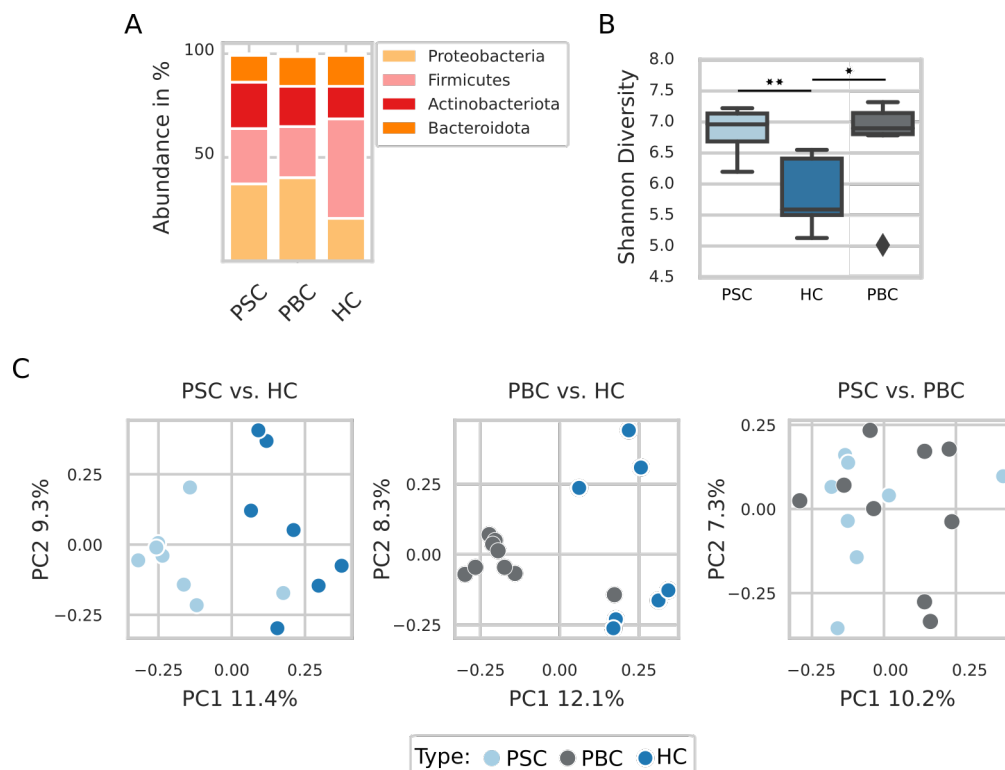 A
Abundance in %
100
50
PSC
PBC
HC
Proteobacteria
Firmicutes
Actinobacteriota
Bacteroidota
B
Shannon Diversity
8.0
7.5
7.0
6.5
6.0
5.5
5.0
4.5
**
*
PSC
HC
PBC
C
PSC vs. HC
PC2 9.3%
0.25
0.00
−0.25
−0.25
0.00
0.25
PC1 11.4%
PBC vs. HC
PC2 8.3%
0.25
0.00
−0.25
−0.25
0.00
0.25
PC1 12.1%
PSC vs. PBC
PC2 7.3%
0.25
0.00
−0.25
−0.25
0.00
0.25
PC1 10.2%
Type: PSC PBC HC